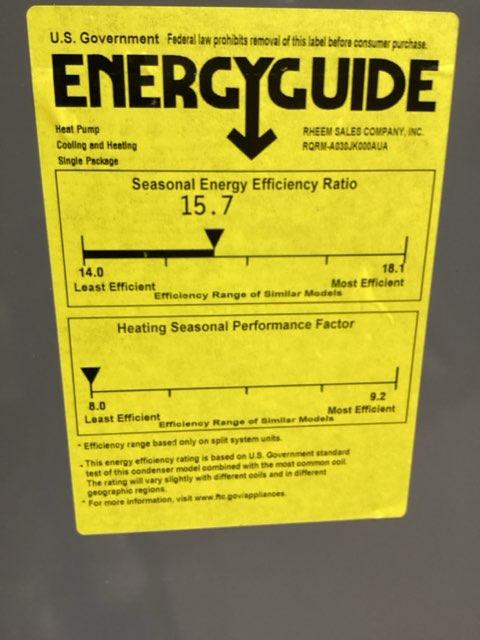 U.S. Government Federal law prohibits removal of this label before consumer purchase.
ENERGYGUIDE
Heat Pump
Cooling and Heating
Single Package
RHEEM SALES COMPANY, INC.
RQRM-A030JK000AUA
Seasonal Energy Efficiency Ratio
15.7
14.0 18.1
Least Efficient Most Efficient
Efficiency Range of Similar Models
Heating Seasonal Performance Factor
8.0 9.2
Least Efficient Most Efficient
Efficiency Range of Similar Models
* Efficiency range based only on split system units.
* This energy efficiency rating is based on U.S. Government standard
test of this condenser model combined with the most common coil.
The rating will vary slightly with different coils and in different
geographic regions.
* For more information, visit www.ftc.gov/appliances.